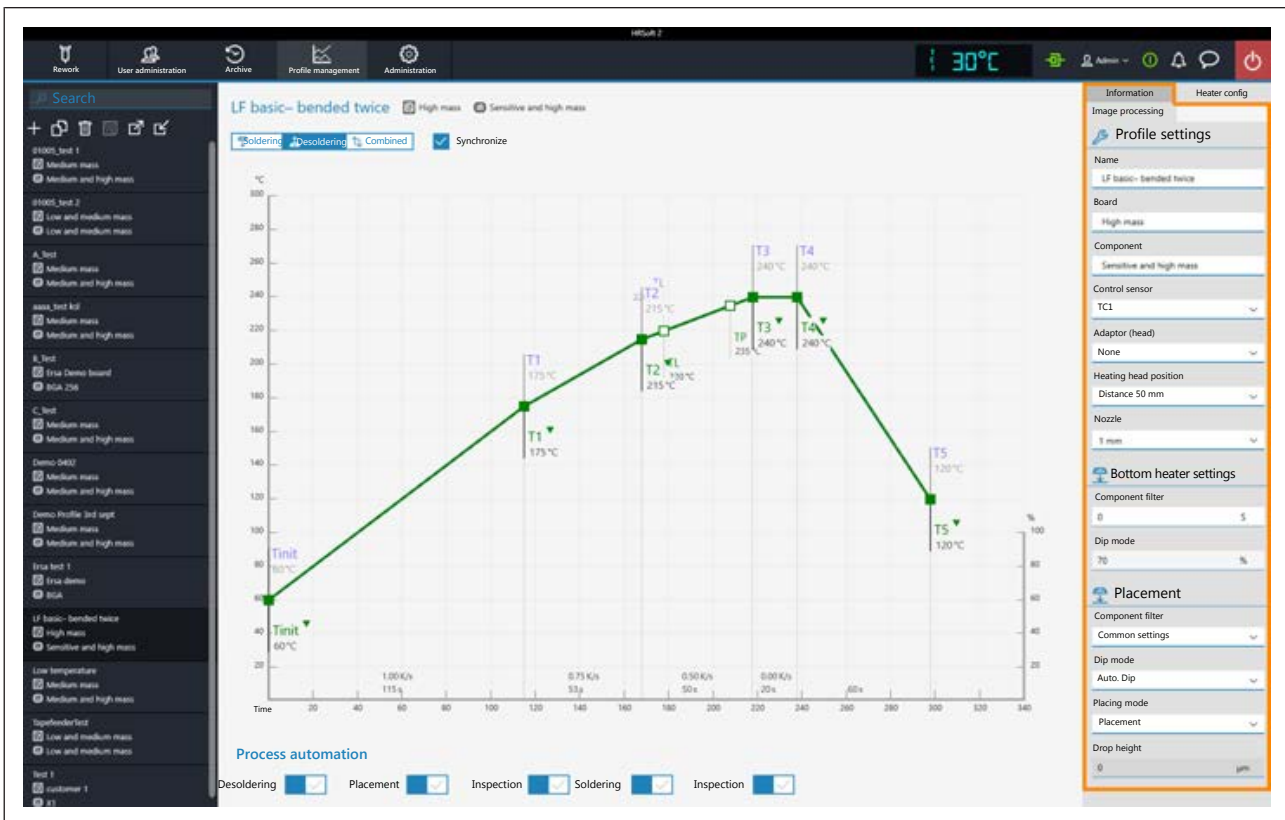 HRSoft 2
Rework
User administration
Archive
Profile management
Administration
30°C
Admin
Search
01005_test 1
Medium mass
Medium and high mass
01005_test 2
Low and medium mass
Low and medium mass
A_Test
Medium mass
Medium and high mass
Medium mass
Medium and high mass
B_Test
Ersa Demo board
BGA 256
C_Test
Medium mass
Medium and high mass
Demo 0402
Medium mass
Medium and high mass
Demo Profile 3rd sept
Medium mass
Medium and high mass
Ersa test 1
Ersa demo
BGA
LF basic– bended twice
High mass
Sensitive and high mass
Low temperature
Medium mass
Medium and high mass
TapefeederTest
Low and medium mass
Low and medium mass
Test 1
customer 1
X1
LF basic– bended twice High mass Sensitive and high mass
Soldering Desoldering Combined Synchronize
°C
300
280
260
240
220
200
180
160
140
120
100
80
60
40
20
Tinit
60°C
Tinit
60°C
T1
175°C
T1
175°C
T2
215°C
T2
215°C
TP
235°C
T3
240°C
T3
240°C
T4
240°C
T4
240°C
T5
120°C
T5
120°C
%
100
80
60
40
20
1.00 K/s 0.75 K/s 0.50 K/s 0.00 K/s
115s 53s 50s 20s 60s
Time 20 40 60 80 100 120 140 160 180 200 220 240 260 280 300 320 340
Process automation
Desoldering Placement Inspection Soldering Inspection
Information Heater config
Image processing
Profile settings
Name
LF basic– bended twice
Board
High mass
Component
Sensitive and high mass
Control sensor
TC1
Adaptor (head)
None
Heating head position
Distance 50 mm
Nozzle
1 mm
Bottom heater settings
Component filter
0 S
Dip mode
70 %
Placement
Component filter
Common settings
Dip mode
Auto. Dip
Placing mode
Placement
Drop height
0 µm